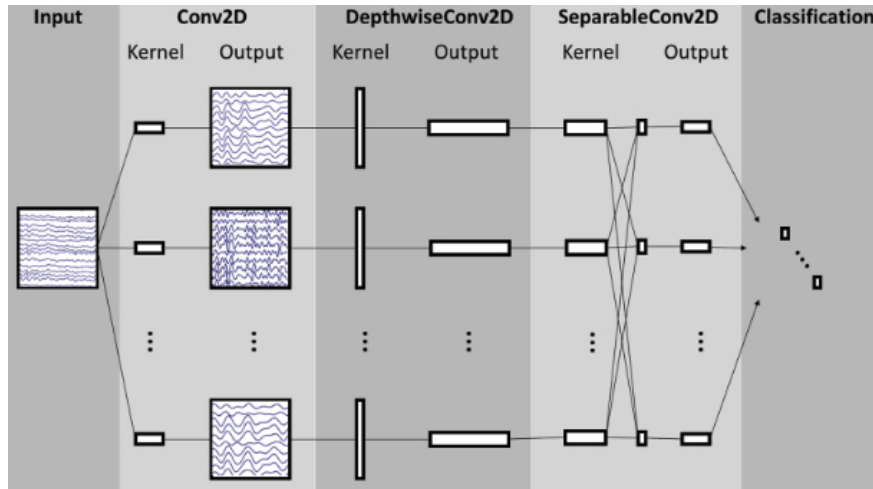 Input Conv2D DepthwiseConv2D SeparableConv2D Classification
Kernel Output Kernel Output Kernel Output